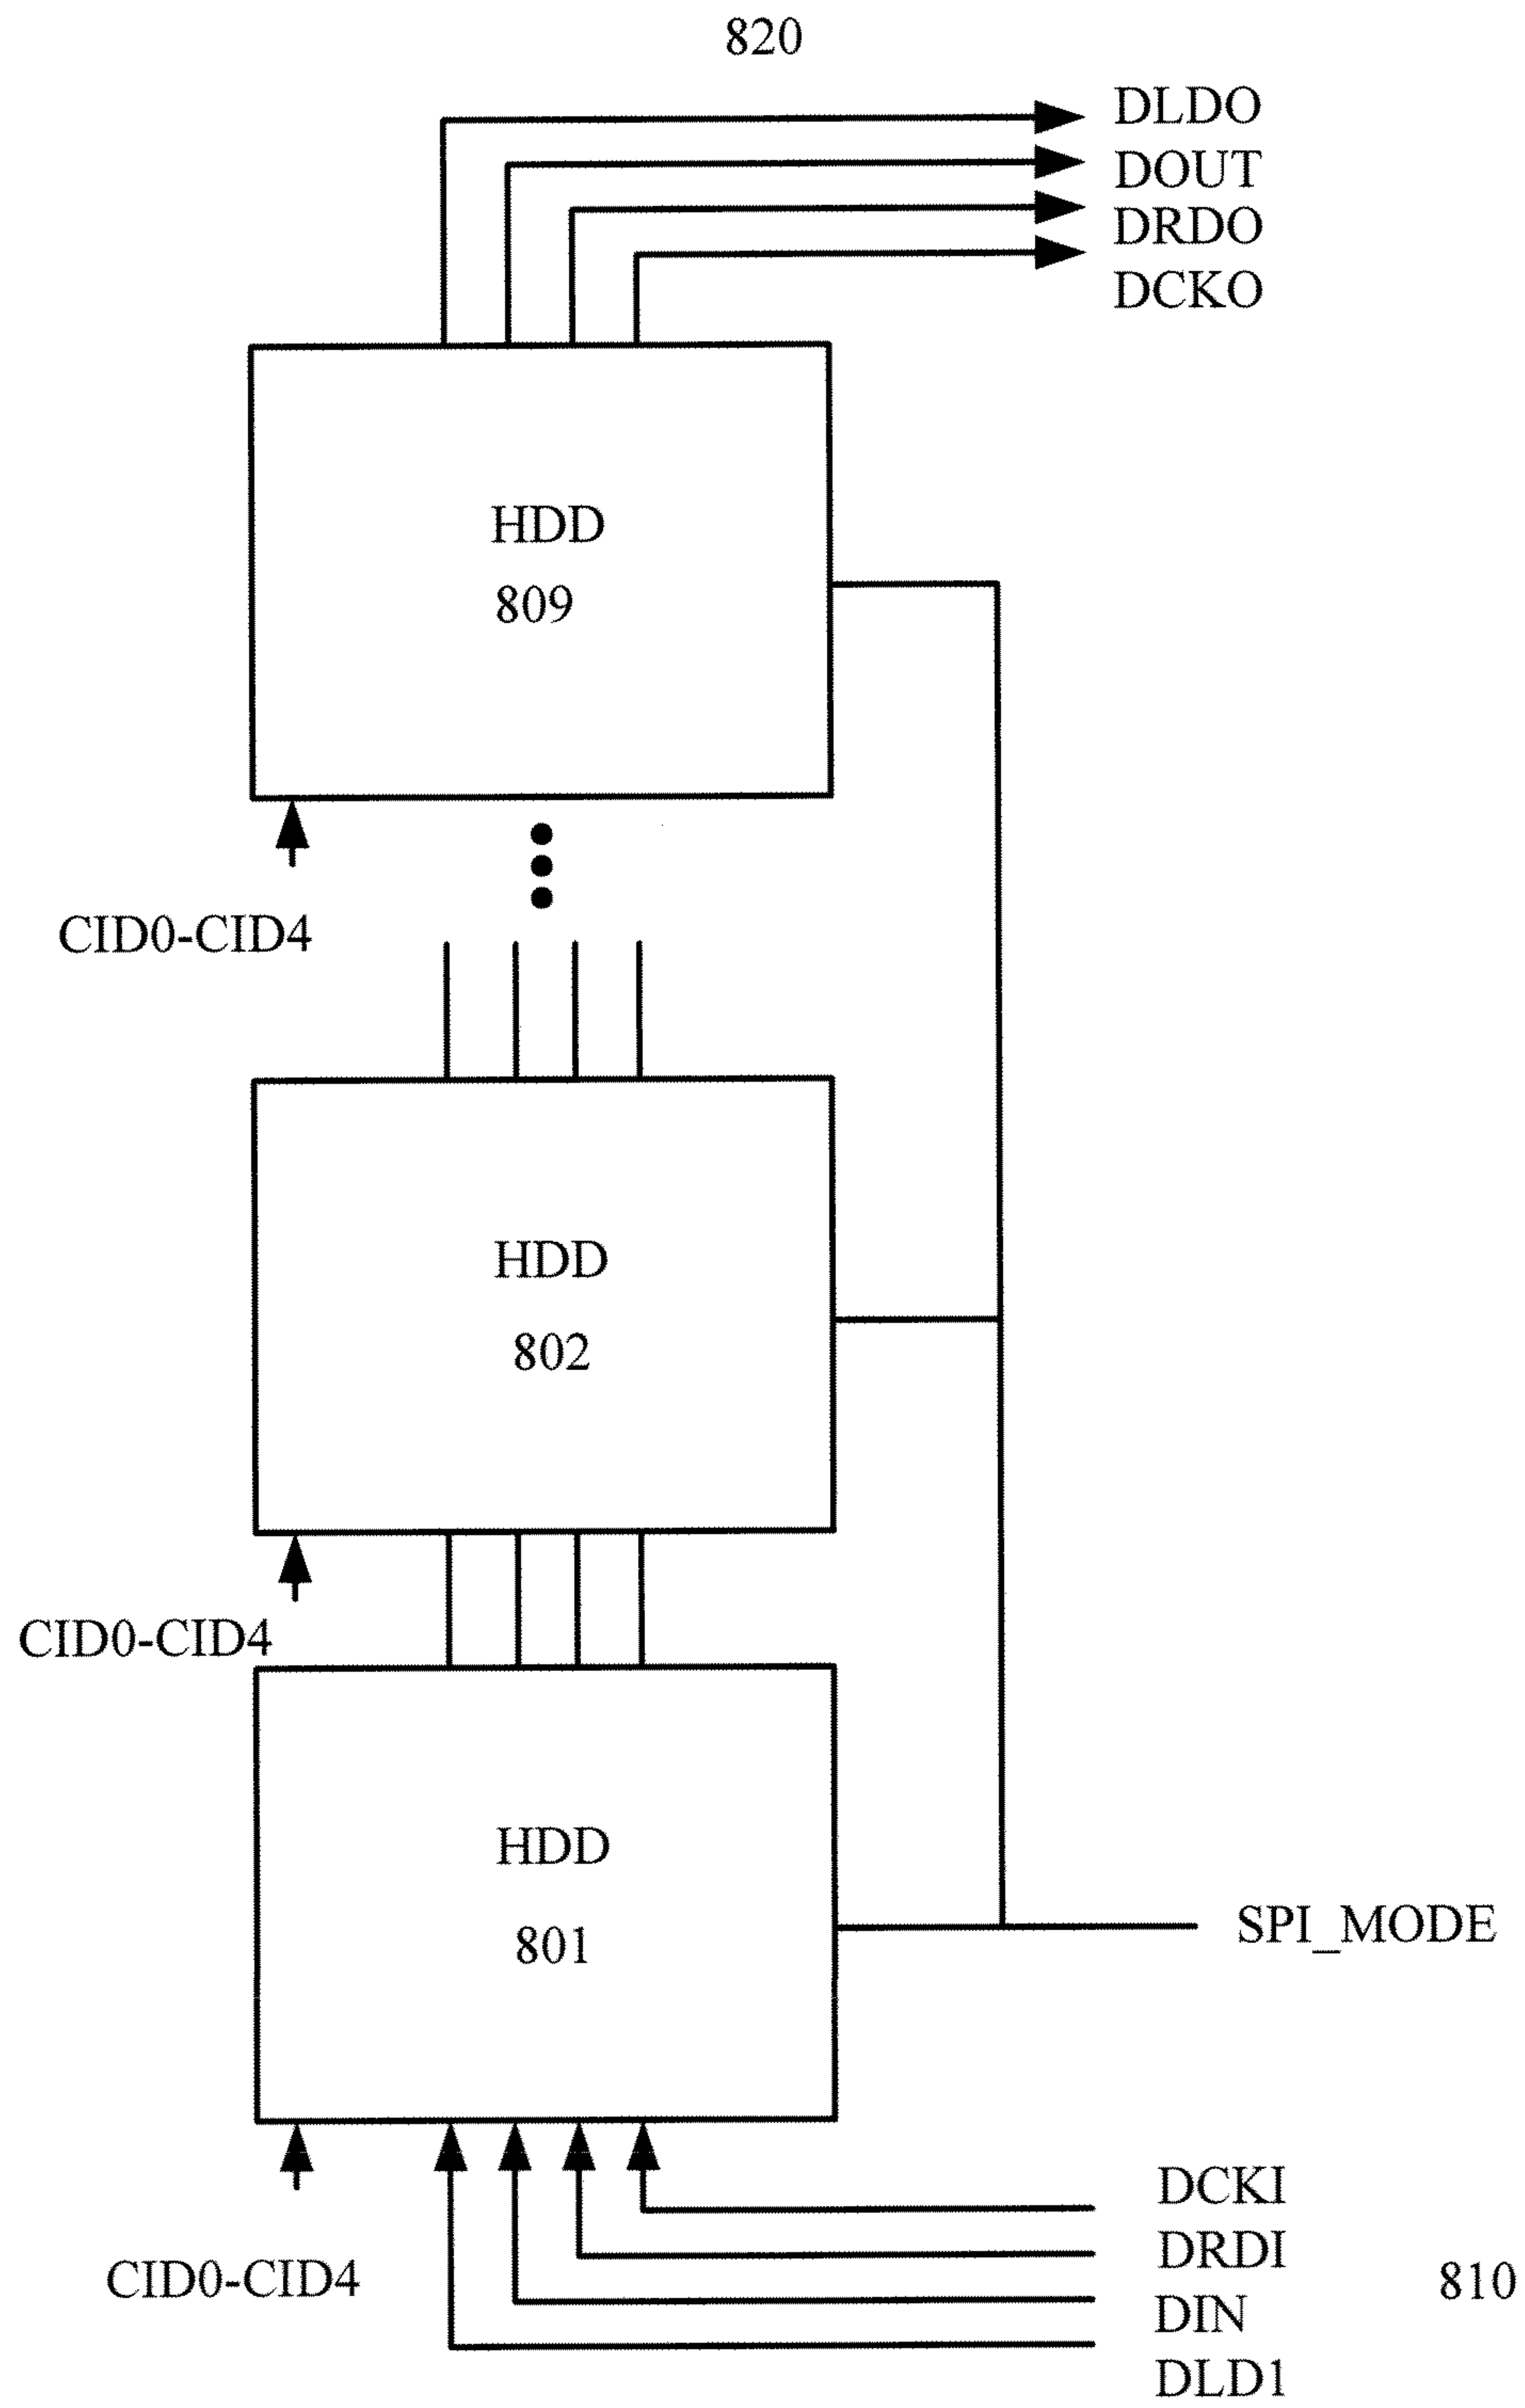 820
DLDO
DOUT
DRDO
DCKO
HDD
809
CID0-CID4
HDD
802
CID0-CID4
HDD
801
SPI_MODE
DCKI
DRDI
CID0-CID4
810
DIN
DLD1